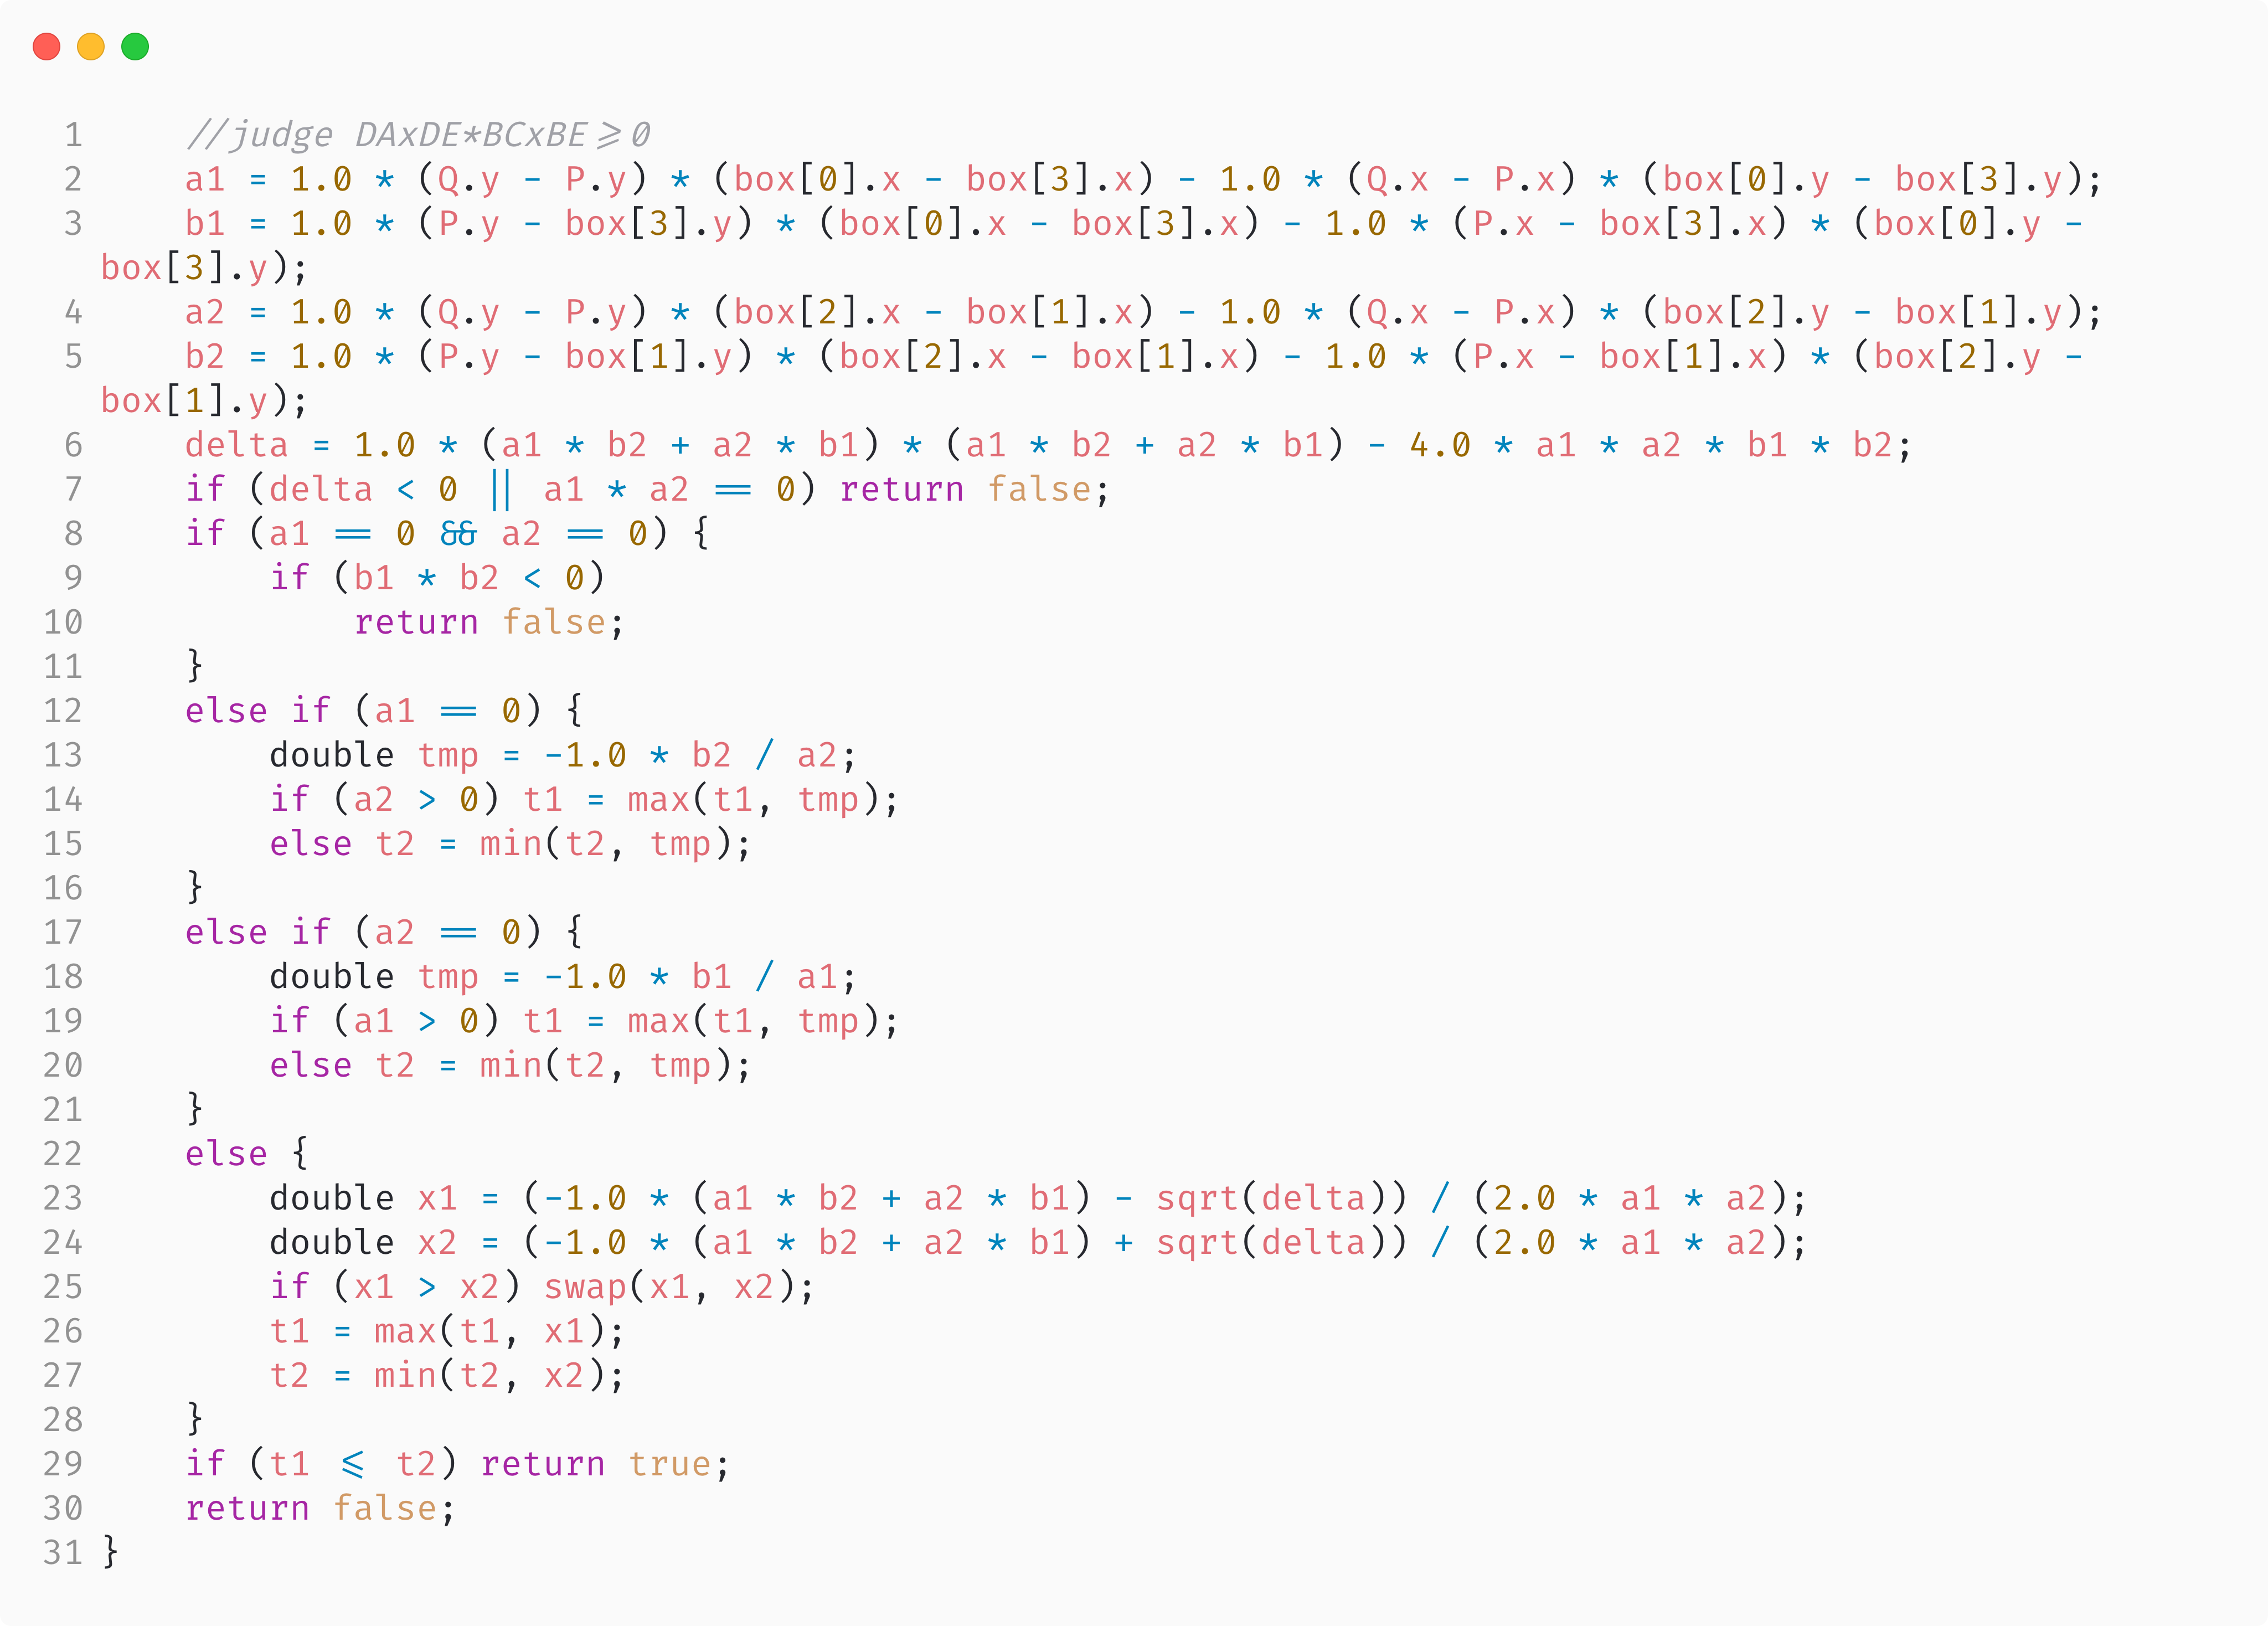 1 //judge DAxDE*BCxBE>=0
2 a1 = 1.0 * (Q.y - P.y) * (box[0].x - box[3].x) - 1.0 * (Q.x - P.x) * (box[0].y - box[3].y);
3 b1 = 1.0 * (P.y - box[3].y) * (box[0].x - box[3].x) - 1.0 * (P.x - box[3].x) * (box[0].y -
box[3].y);
4 a2 = 1.0 * (Q.y - P.y) * (box[2].x - box[1].x) - 1.0 * (Q.x - P.x) * (box[2].y - box[1].y);
5 b2 = 1.0 * (P.y - box[1].y) * (box[2].x - box[1].x) - 1.0 * (P.x - box[1].x) * (box[2].y -
box[1].y);
6 delta = 1.0 * (a1 * b2 + a2 * b1) * (a1 * b2 + a2 * b1) - 4.0 * a1 * a2 * b1 * b2;
7 if (delta < 0 || a1 * a2 == 0) return false;
8 if (a1 == 0 && a2 == 0) {
9 if (b1 * b2 < 0)
10 return false;
11 }
12 else if (a1 == 0) {
13 double tmp = -1.0 * b2 / a2;
14 if (a2 > 0) t1 = max(t1, tmp);
15 else t2 = min(t2, tmp);
16 }
17 else if (a2 == 0) {
18 double tmp = -1.0 * b1 / a1;
19 if (a1 > 0) t1 = max(t1, tmp);
20 else t2 = min(t2, tmp);
21 }
22 else {
23 double x1 = (-1.0 * (a1 * b2 + a2 * b1) - sqrt(delta)) / (2.0 * a1 * a2);
24 double x2 = (-1.0 * (a1 * b2 + a2 * b1) + sqrt(delta)) / (2.0 * a1 * a2);
25 if (x1 > x2) swap(x1, x2);
26 t1 = max(t1, x1);
27 t2 = min(t2, x2);
28 }
29 if (t1 <= t2) return true;
30 return false;
31 }